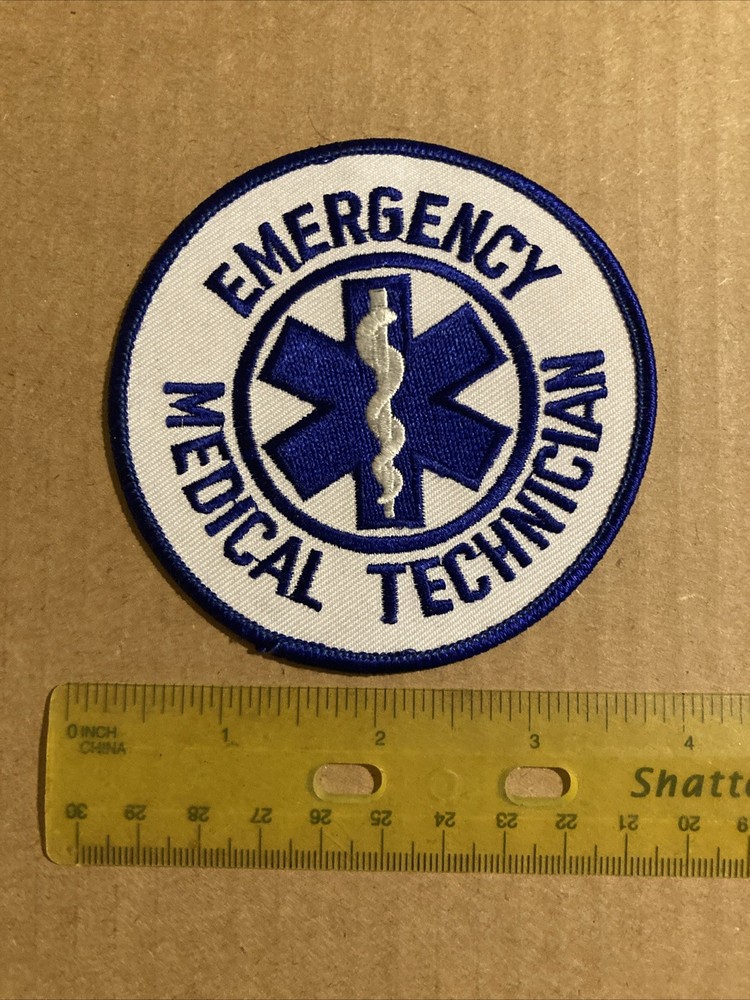 EMERGENCY
MEDICAL TECHNICIAN
0 INCH 1 2 3 4
CHINA
Shatt
30 29 28 27 26 25 24 23 22 21 20